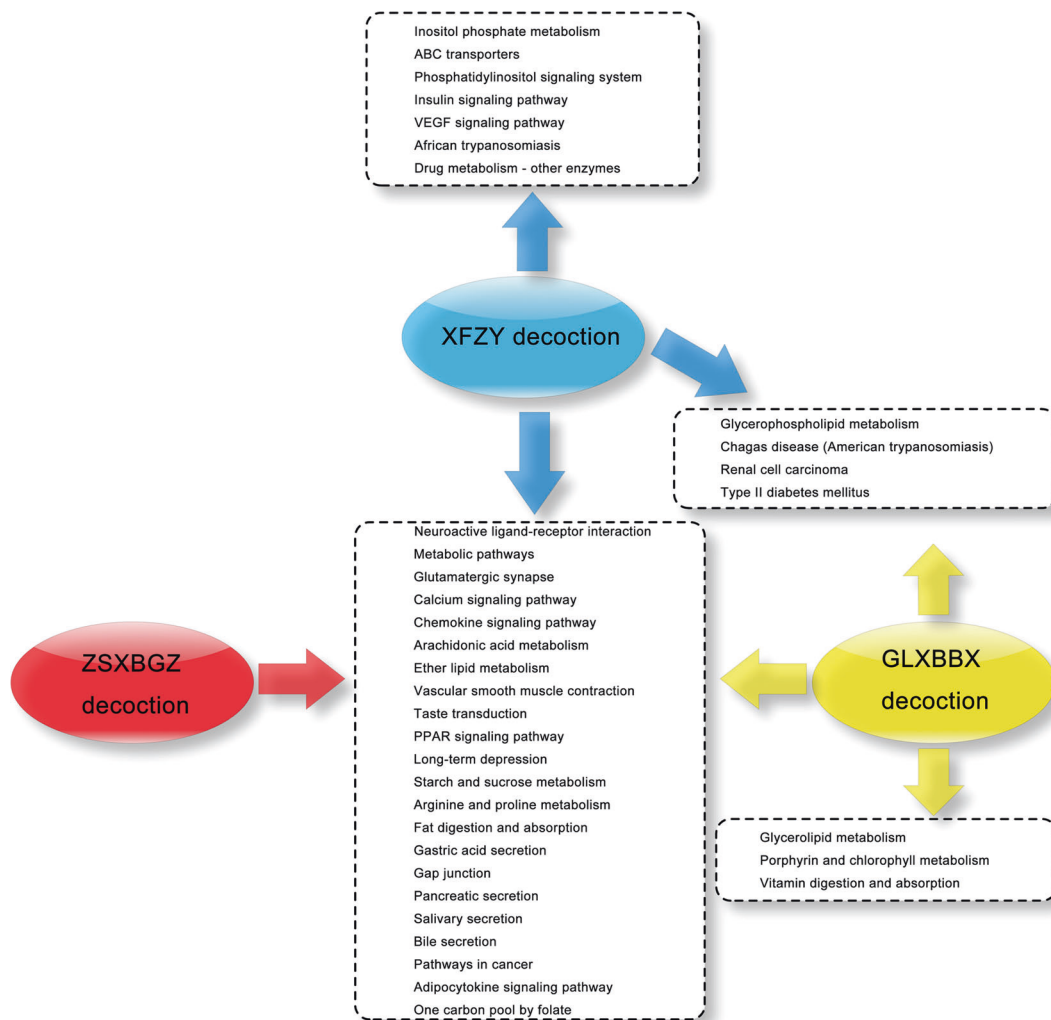 Inositol phosphate metabolism
ABC transporters
Phosphatidylinositol signaling system
Insulin signaling pathway
VEGF signaling pathway
African trypanosomiasis
Drug metabolism - other enzymes
XFZY decoction
Glycerophospholipid metabolism
Chagas disease (American trypanosomiasis)
Renal cell carcinoma
Type II diabetes mellitus
Neuroactive ligand-receptor interaction
Metabolic pathways
Glutamatergic synapse
Calcium signaling pathway
Chemokine signaling pathway
Arachidonic acid metabolism
Ether lipid metabolism
Vascular smooth muscle contraction
Taste transduction
PPAR signaling pathway
Long-term depression
Starch and sucrose metabolism
Arginine and proline metabolism
Fat digestion and absorption
Gastric acid secretion
Gap junction
Pancreatic secretion
Salivary secretion
Bile secretion
Pathways in cancer
Adipocytokine signaling pathway
One carbon pool by folate
ZSXBGZ
decoction
GLXBBX
decoction
Glycerolipid metabolism
Porphyrin and chlorophyll metabolism
Vitamin digestion and absorption